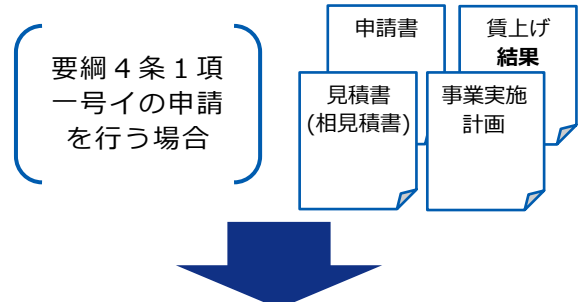 要綱４条１項
一号イの申請
を行う場合
申請書
賃上げ
結果
見積書
(相見積書)
事業実施
計画